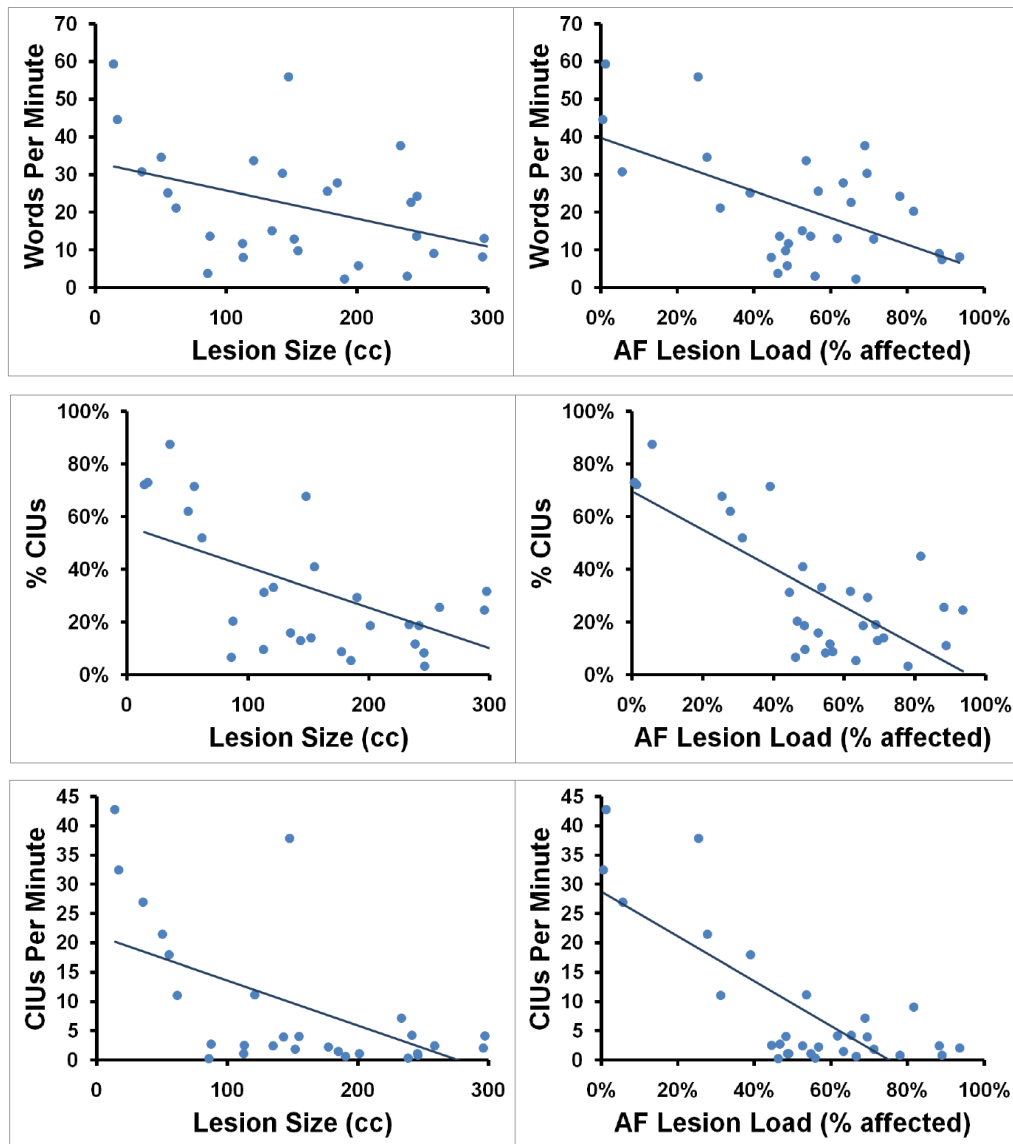 Words Per Minute
70
60
50
40
30
20
10
0
0 100 200 300
Lesion Size (cc)
Words Per Minute
70
60
50
40
30
20
10
0
0% 20% 40% 60% 80% 100%
AF Lesion Load (% affected)
% CIUs
100%
80%
60%
40%
20%
0%
0 100 200 300
Lesion Size (cc)
% CIUs
100%
80%
60%
40%
20%
0%
0% 20% 40% 60% 80% 100%
AF Lesion Load (% affected)
CIUs Per Minute
45
40
35
30
25
20
15
10
5
0
0 100 200 300
Lesion Size (cc)
CIUs Per Minute
45
40
35
30
25
20
15
10
5
0
0% 20% 40% 60% 80% 100%
AF Lesion Load (% affected)